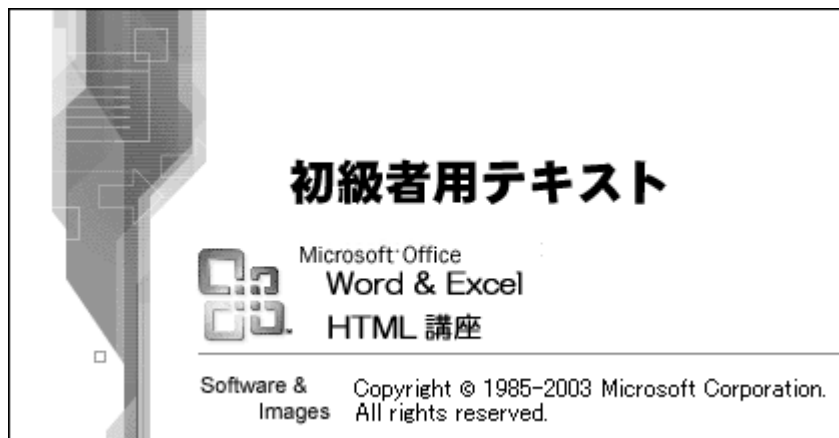 初級者用テキスト
Microsoft Office
Word & Excel
HTML 講座
Software & Images
Copyright © 1985-2003 Microsoft Corporation.
All rights reserved.